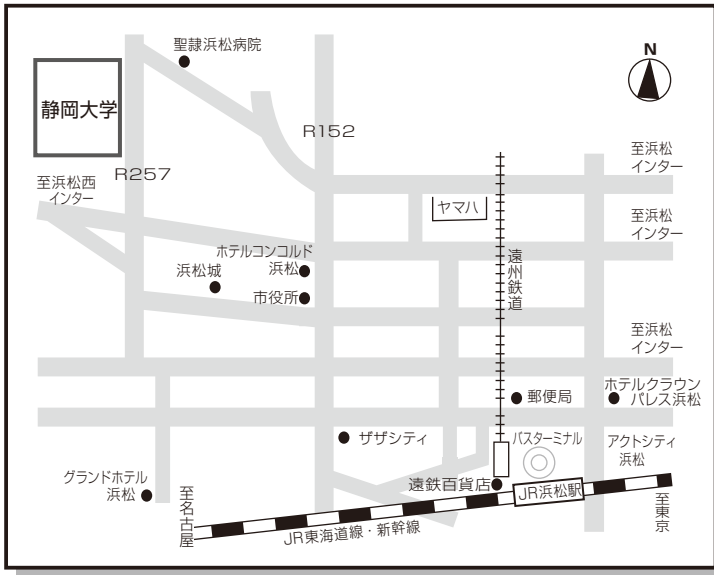 聖隷浜松病院
N
静岡大学
R152
至浜松
インター
R257
至浜松西
インター
ヤマハ
至浜松
インター
ホテルコンコルド
浜松
遠州鉄道
浜松城
市役所
至浜松
インター
ホテルクラウン
パレス浜松
郵便局
ザザシティ
バスターミナル
アクトシティ
浜松
グランドホテル
浜松
遠鉄百貨店
至名古屋
JR浜松駅
至東京
JR東海道線・新幹線